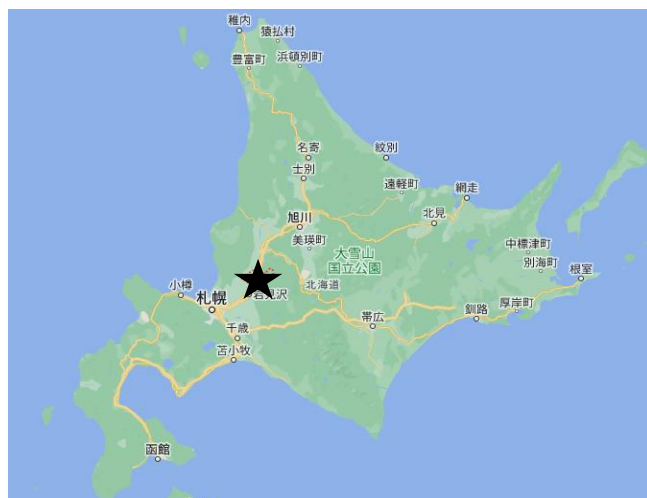 稚内
猿払村
豊富町
浜頓別町
名寄
紋別
士別
遠軽町
網走
旭川
北見
美瑛町
大雪山
国立公園
中標津町
別海町
根室
小樽
岩見沢
北海道
札幌
帯広
釧路
厚岸町
千歳
苫小牧
函館